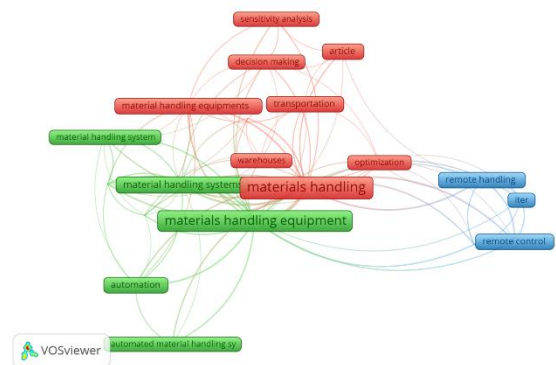 sensitivity analysis
article
decision making
material handling equipments
transportation
material handling system
warehouses
optimization
material handling systems
materials handling
remote handling
iter
materials handling equipment
remote control
automation
automated material handling sy
VOSviewer